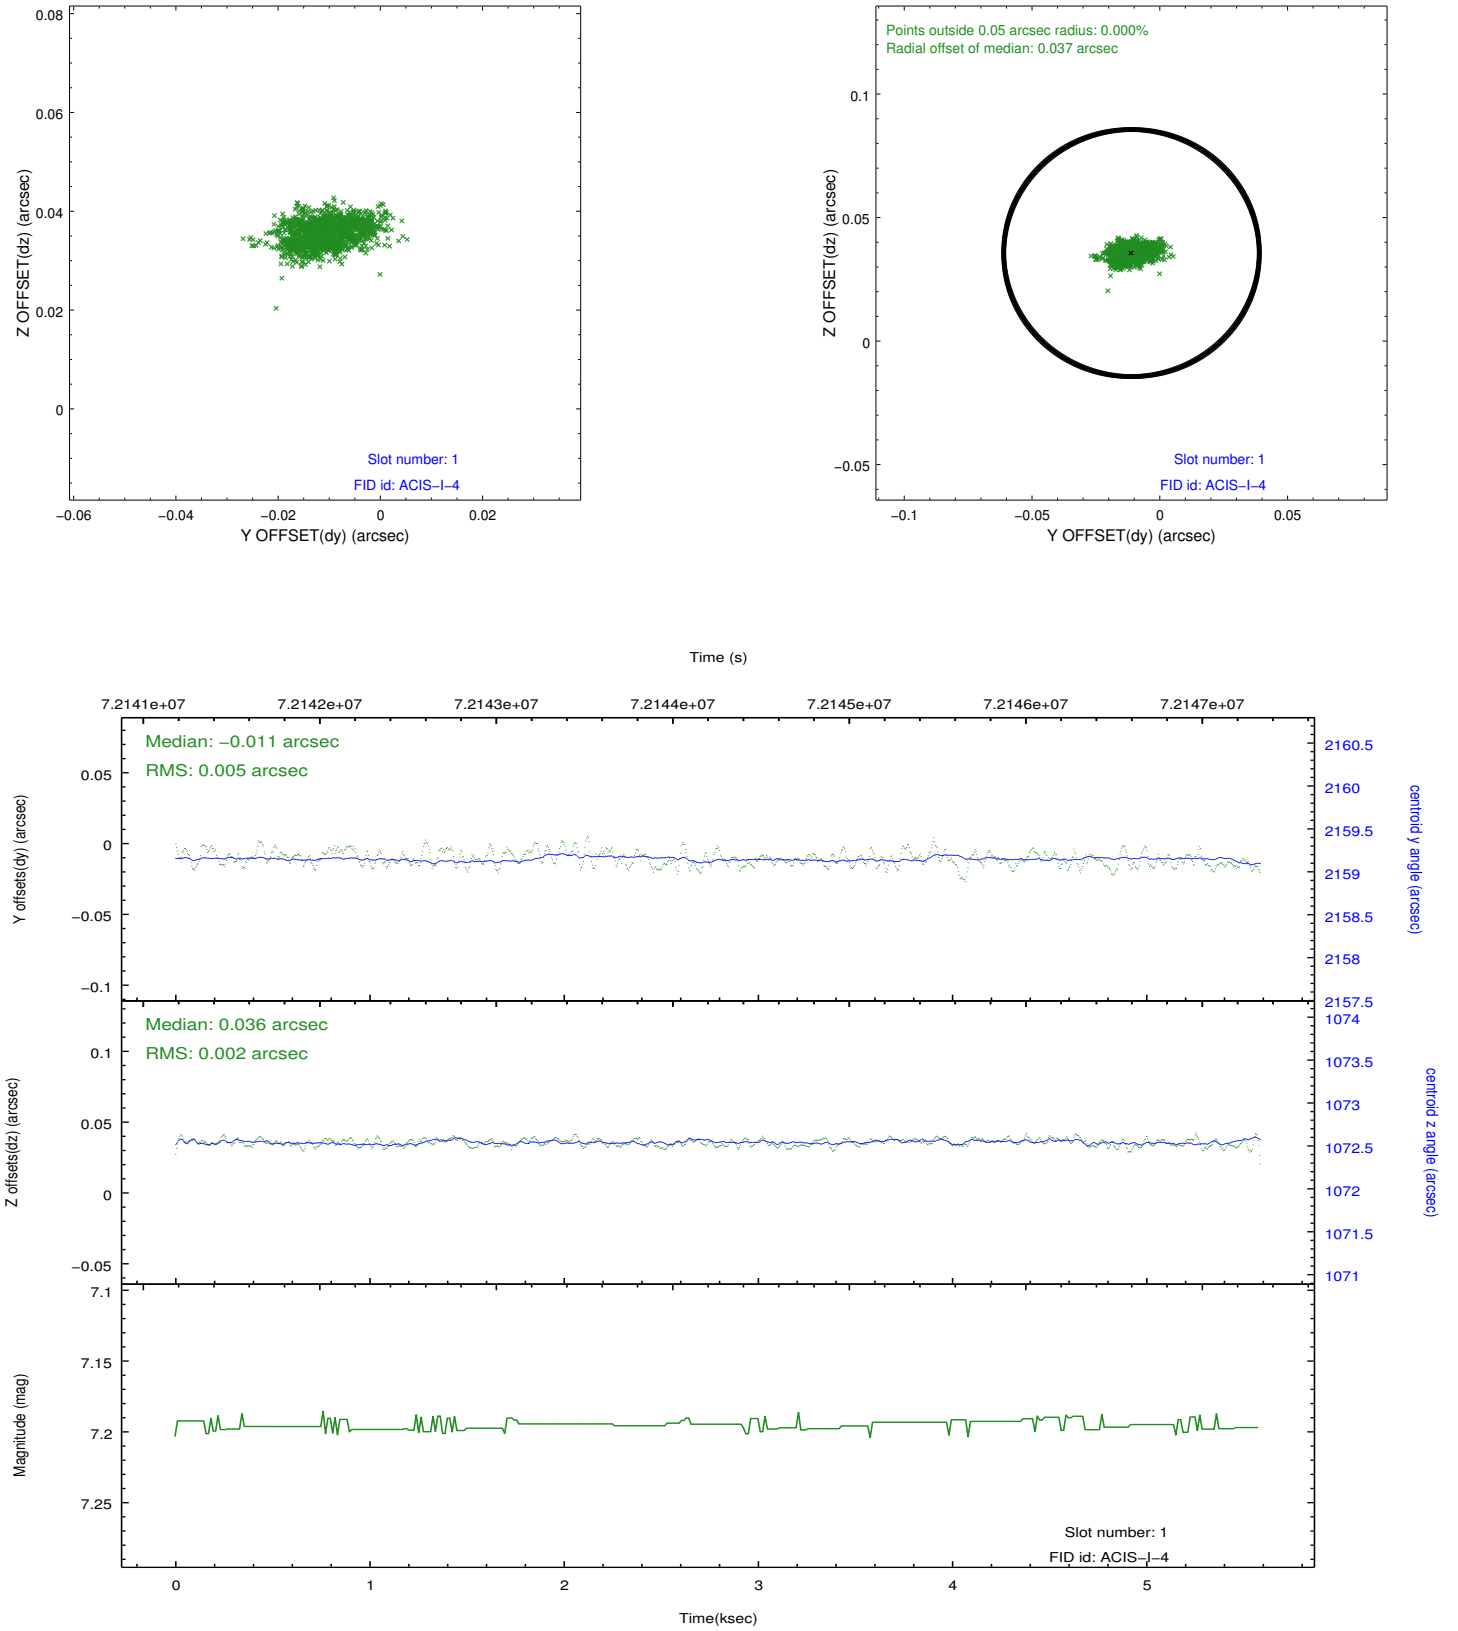 0.08
0.06
0.04
0.02
0
Z OFFSET(dz) (arcsec)
Slot number: 1
FID id: ACIS−I−4
−0.06 −0.04 −0.02 0 0.02
Y OFFSET(dy) (arcsec)
Points outside 0.05 arcsec radius: 0.000%
Radial offset of median: 0.037 arcsec
0.1
0.05
0
−0.05
Z OFFSET(dz) (arcsec)
Slot number: 1
FID id: ACIS−I−4
−0.1 −0.05 0 0.05
Y OFFSET(dy) (arcsec)
Time (s)
7.2141e+07 7.2142e+07 7.2143e+07 7.2144e+07 7.2145e+07 7.2146e+07 7.2147e+07
Median: −0.011 arcsec
RMS: 0.005 arcsec
0.05
0
−0.05
−0.1
Y offsets(dy) (arcsec)
2160.5
2160
2159.5
2159
2158.5
2158
2157.5
centroid y angle (arcsec)
Median: 0.036 arcsec
RMS: 0.002 arcsec
0.1
0.05
0
−0.05
Z offsets(dz) (arcsec)
1074
1073.5
1073
1072.5
1072
1071.5
1071
centroid z angle (arcsec)
7.1
7.15
7.2
7.25
Magnitude (mag)
Slot number: 1
FID id: ACIS−I−4
0 1 2 3 4 5
Time(ksec)